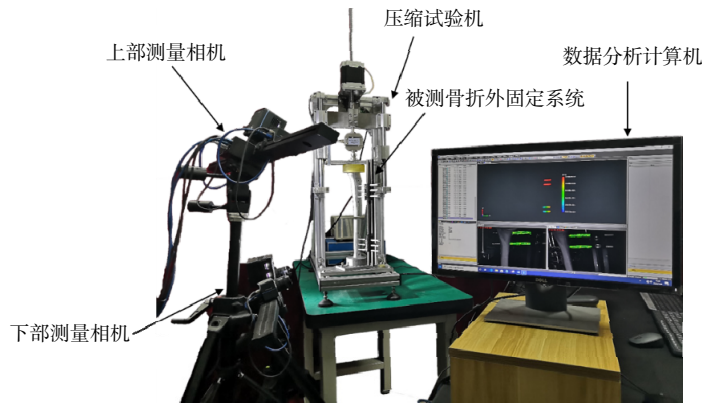 压缩试验机
上部测量相机
数据分析计算机
被测骨折外固定系统
下部测量相机